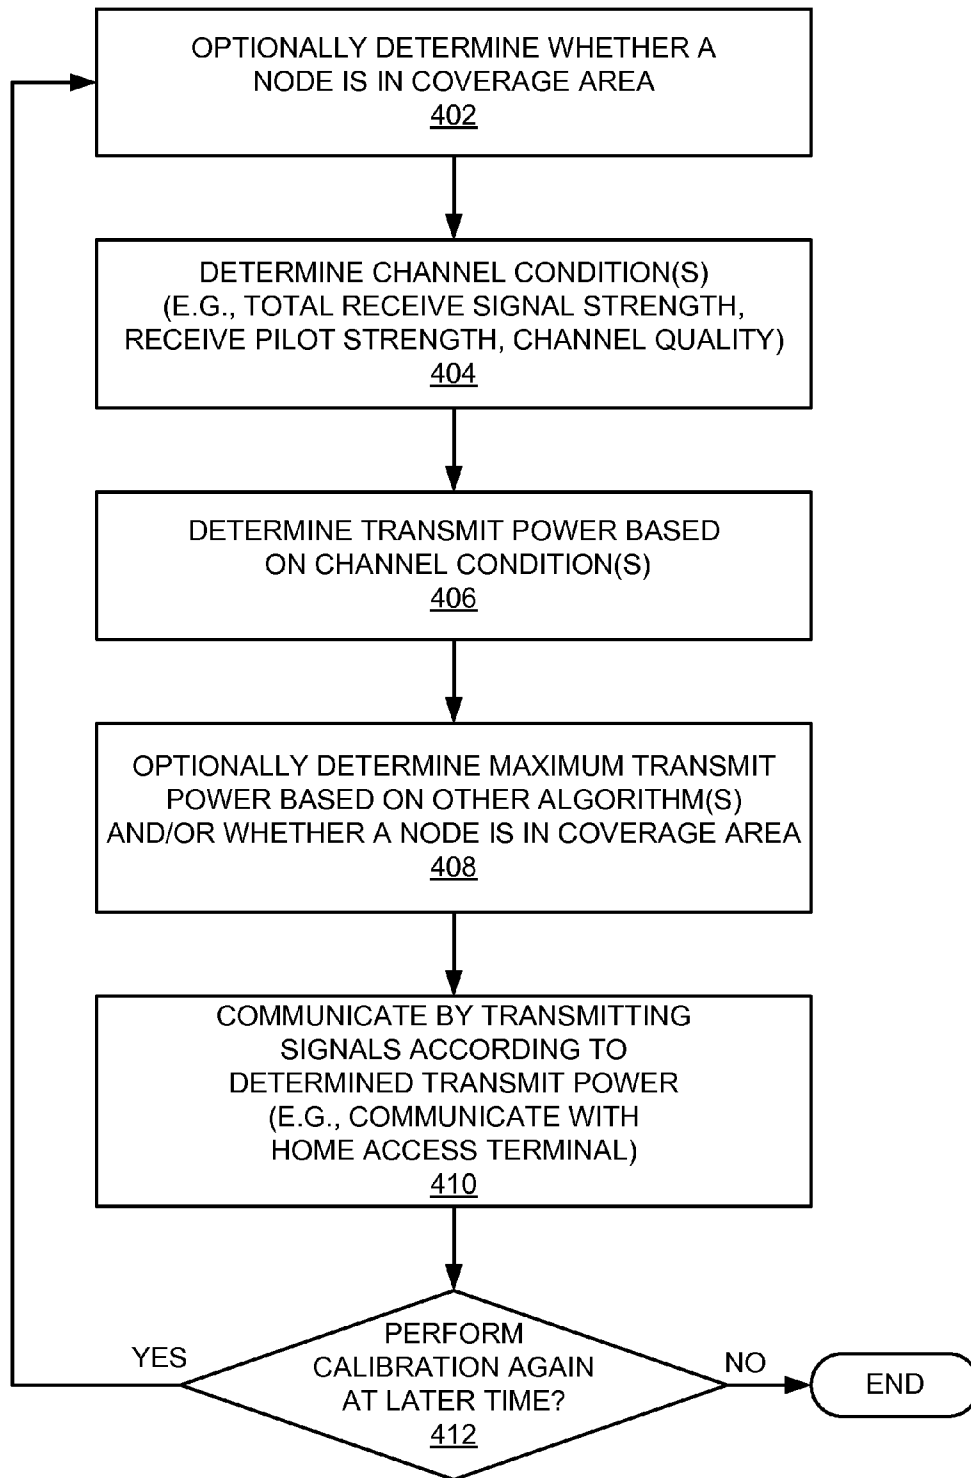 OPTIONALLY DETERMINE WHETHER A
NODE IS IN COVERAGE AREA
402
DETERMINE CHANNEL CONDITION(S)
(E.G., TOTAL RECEIVE SIGNAL STRENGTH,
RECEIVE PILOT STRENGTH, CHANNEL QUALITY)
404
DETERMINE TRANSMIT POWER BASED
ON CHANNEL CONDITION(S)
406
OPTIONALLY DETERMINE MAXIMUM TRANSMIT
POWER BASED ON OTHER ALGORITHM(S)
AND/OR WHETHER A NODE IS IN COVERAGE AREA
408
COMMUNICATE BY TRANSMITTING
SIGNALS ACCORDING TO
DETERMINED TRANSMIT POWER
(E.G., COMMUNICATE WITH
HOME ACCESS TERMINAL)
410
YES
PERFORM
CALIBRATION AGAIN
AT LATER TIME?
412
NO
END